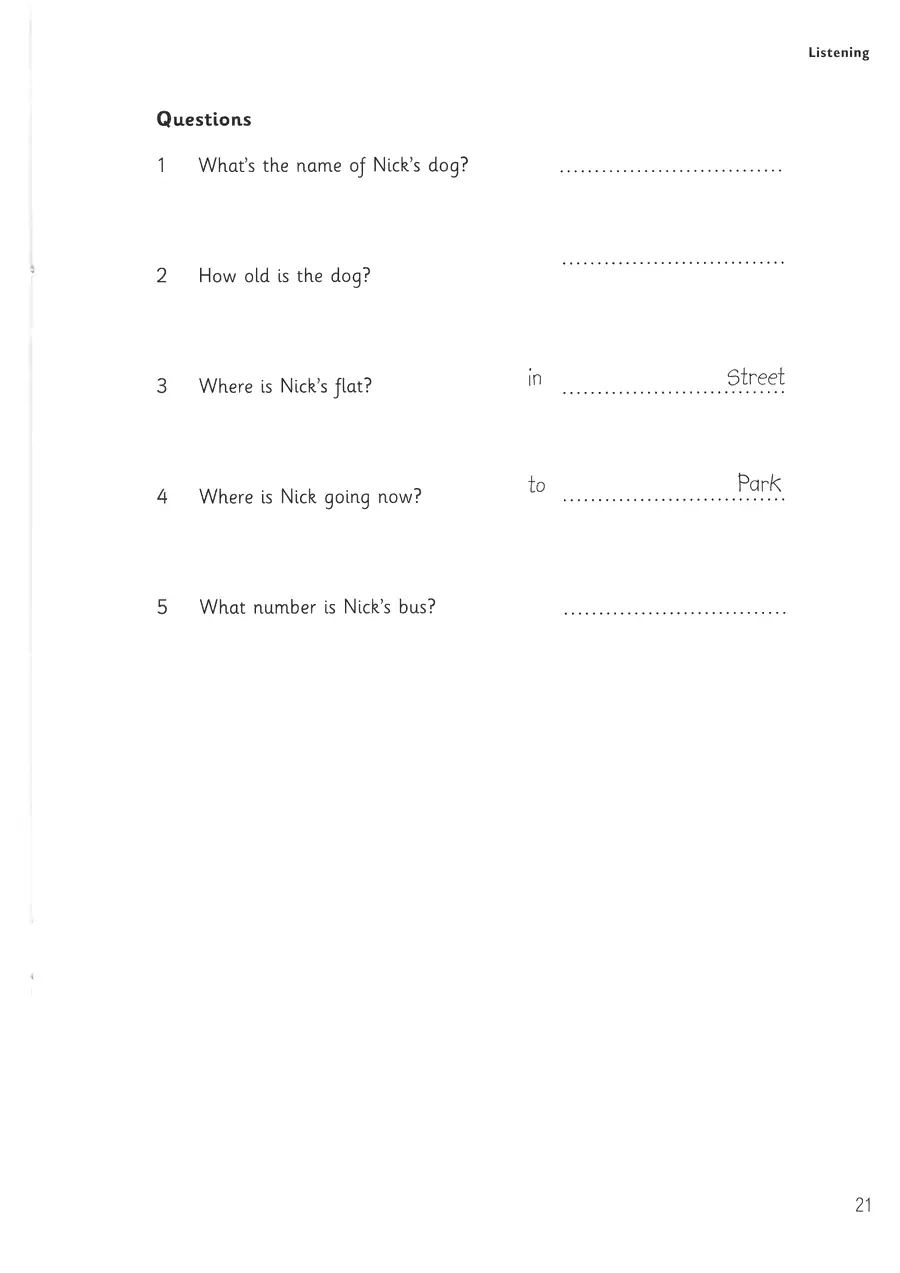 Listening
Questions
1 What's the name of Nick's dog? ................................
2 How old is the dog? ................................
3 Where is Nick's flat? in ................................ Street
4 Where is Nick going now? to ................................ Park
5 What number is Nick's bus? ................................
21